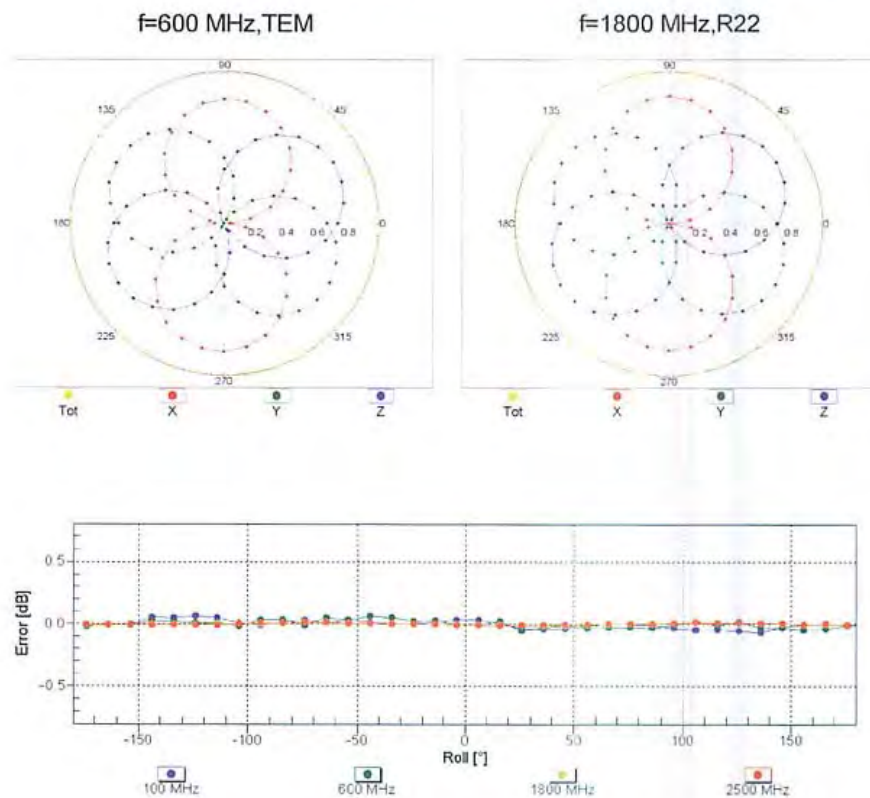 f=600 MHz,TEM
f=1800 MHz,R22
90
135
45
180
0.2
0.4
0.6
0.8
0
225
315
270
Tot
X
Y
Z
90
135
45
180
0.2
0.4
0.6
0.8
0
225
315
270
Tot
X
Y
Z
Error [dB]
0.5
0.0
-0.5
-150
-100
-50
0
50
100
150
Roll [°]
100 MHz
600 MHz
1800 MHz
2500 MHz